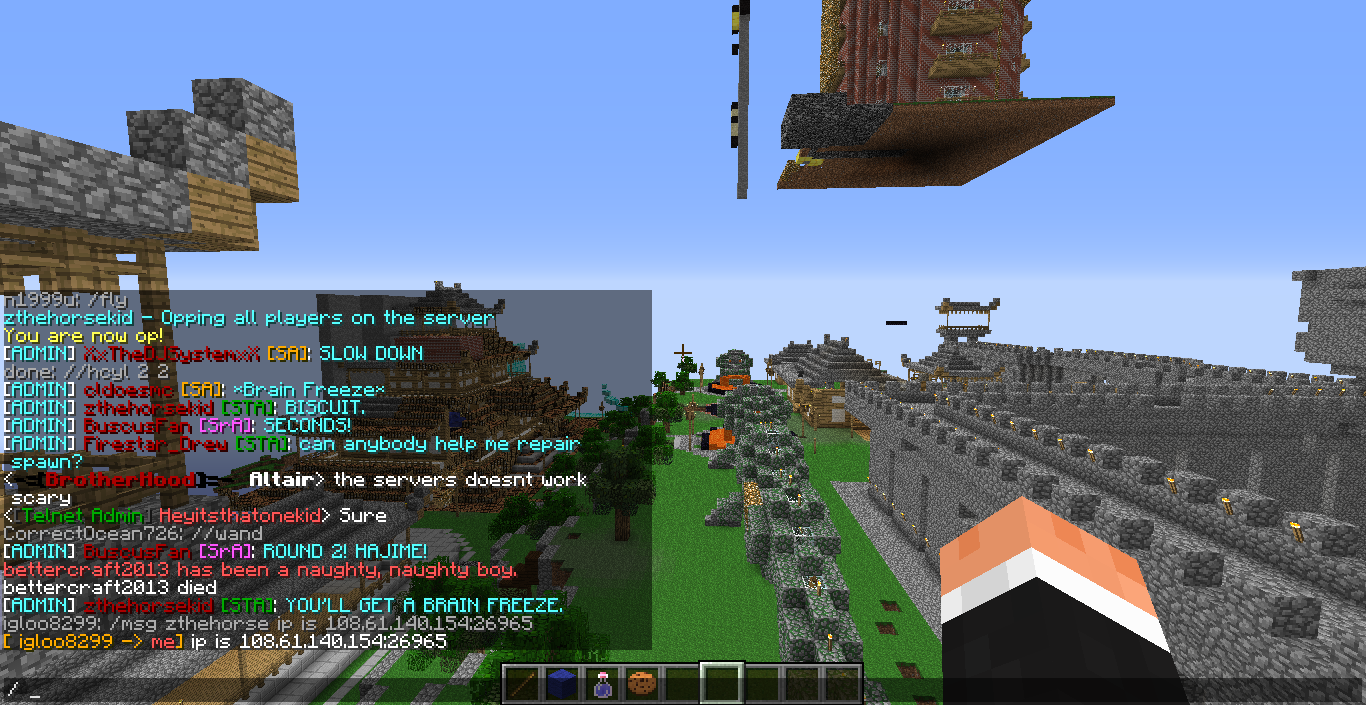 n1999u: /fly
zthehorsekid - Opping all players on the server
You are now op!
[ADMIN] XxTheDJSystemxX [SA]: SLOW DOWN
done: //hcyl 2 2
[ADMIN] cldoesmc [SA]: *Brain Freeze*
[ADMIN] zthehorsekid [STA]: BISCUIT.
[ADMIN] BuscusFan [SrA]: SECONDS!
[ADMIN] Firestar_Drew [STA]: can anybody help me repair
spawn?
<-=[BrotherHood]=- Altair> the servers doesnt work
scary
<[Telnet Admin] Heyitsthatonekid> Sure
CorrectOcean726: //wand
[ADMIN] BuscusFan [SrA]: ROUND 2! HAJIME!
bettercraft2013 has been a naughty, naughty boy.
bettercraft2013 died
[ADMIN] zthehorsekid [STA]: YOU'LL GET A BRAIN FREEZE.
igloo8299: /msg zthehorse ip is 108.61.140.154:26965
[ igloo8299 -> me] ip is 108.61.140.154:26965
/ _